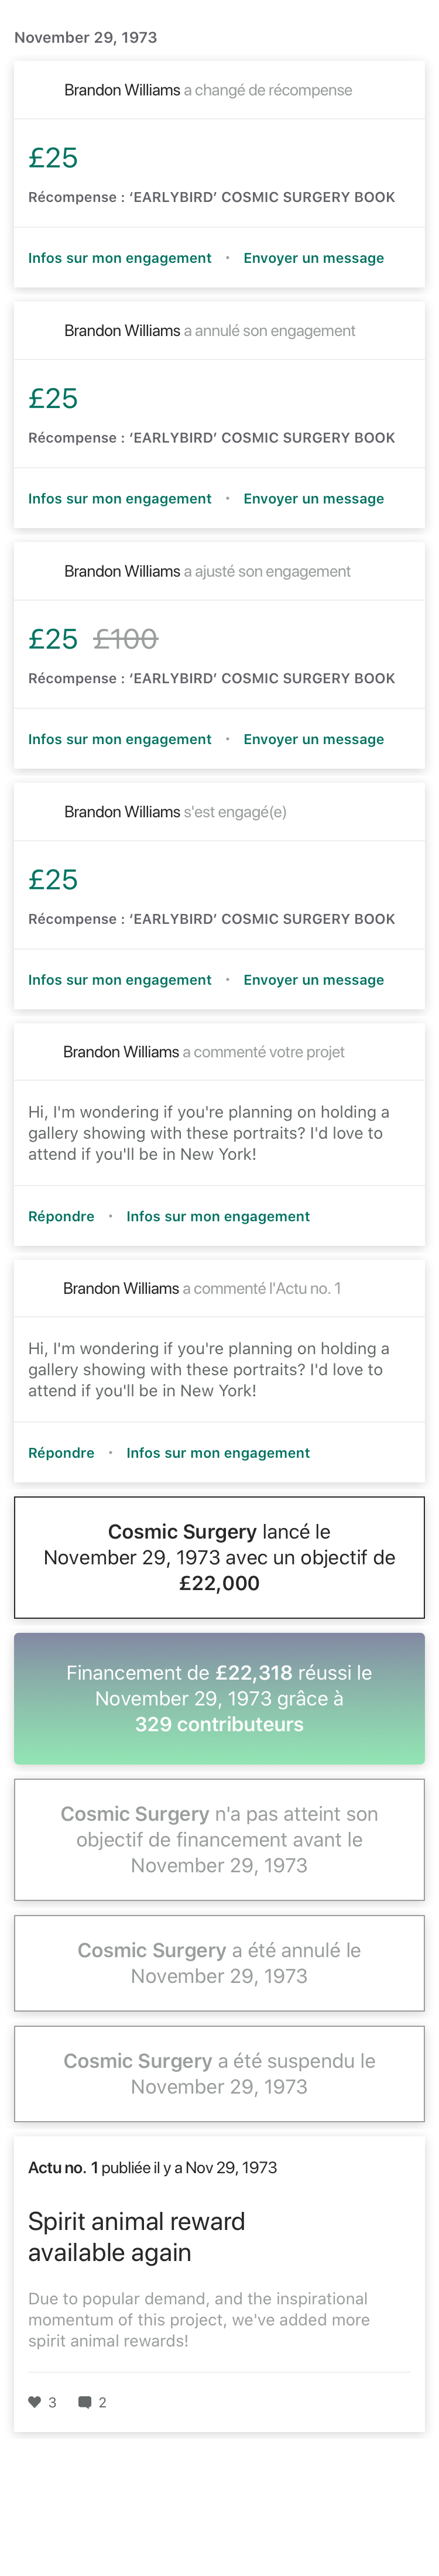 November 29, 1973
Brandon Williams a changé de récompense
£25
Récompense : ‘EARLYBIRD’ COSMIC SURGERY BOOK
Infos sur mon engagement • Envoyer un message
Brandon Williams a annulé son engagement
£25
Récompense : ‘EARLYBIRD’ COSMIC SURGERY BOOK
Infos sur mon engagement • Envoyer un message
Brandon Williams a ajusté son engagement
£25 £100
Récompense : ‘EARLYBIRD’ COSMIC SURGERY BOOK
Infos sur mon engagement • Envoyer un message
Brandon Williams s'est engagé(e)
£25
Récompense : ‘EARLYBIRD’ COSMIC SURGERY BOOK
Infos sur mon engagement • Envoyer un message
Brandon Williams a commenté votre projet
Hi, I'm wondering if you're planning on holding a
gallery showing with these portraits? I'd love to
attend if you'll be in New York!
Répondre • Infos sur mon engagement
Brandon Williams a commenté l'Actu no. 1
Hi, I'm wondering if you're planning on holding a
gallery showing with these portraits? I'd love to
attend if you'll be in New York!
Répondre • Infos sur mon engagement
Cosmic Surgery lancé le
November 29, 1973 avec un objectif de
£22,000
Financement de £22,318 réussi le
November 29, 1973 grâce à
329 contributeurs
Cosmic Surgery n'a pas atteint son
objectif de financement avant le
November 29, 1973
Cosmic Surgery a été annulé le
November 29, 1973
Cosmic Surgery a été suspendu le
November 29, 1973
Actu no. 1 publiée il y a Nov 29, 1973
Spirit animal reward
available again
Due to popular demand, and the inspirational
momentum of this project, we've added more
spirit animal rewards!
3 2